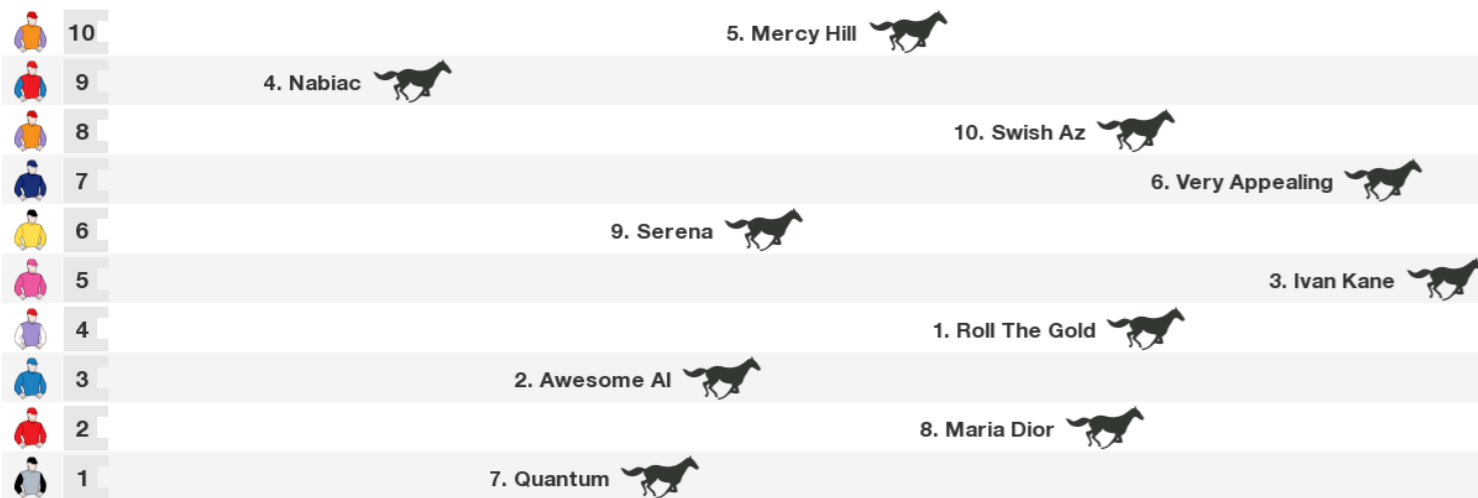 10 5. Mercy Hill
9 4. Nabiac
8 10. Swish Az
7 6. Very Appealing
6 9. Serena
5 3. Ivan Kane
4 1. Roll The Gold
3 2. Awesome Al
2 8. Maria Dior
1 7. Quantum